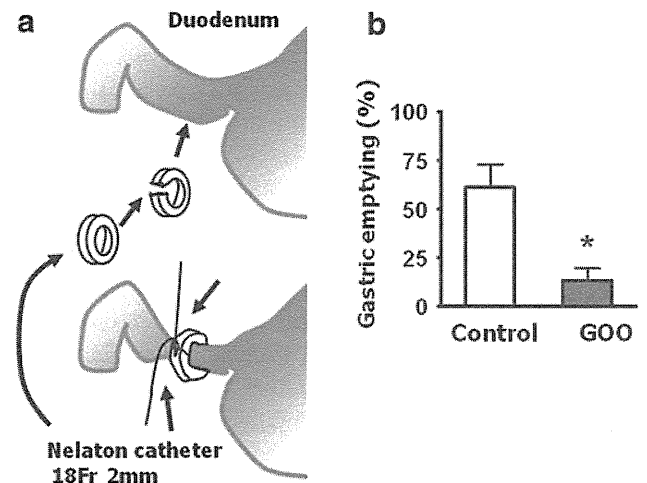 a
Duodenum
Nelaton catheter
18Fr 2mm
b
Gastric emptying (%)
100
75
50
25
0
*
Control GOO